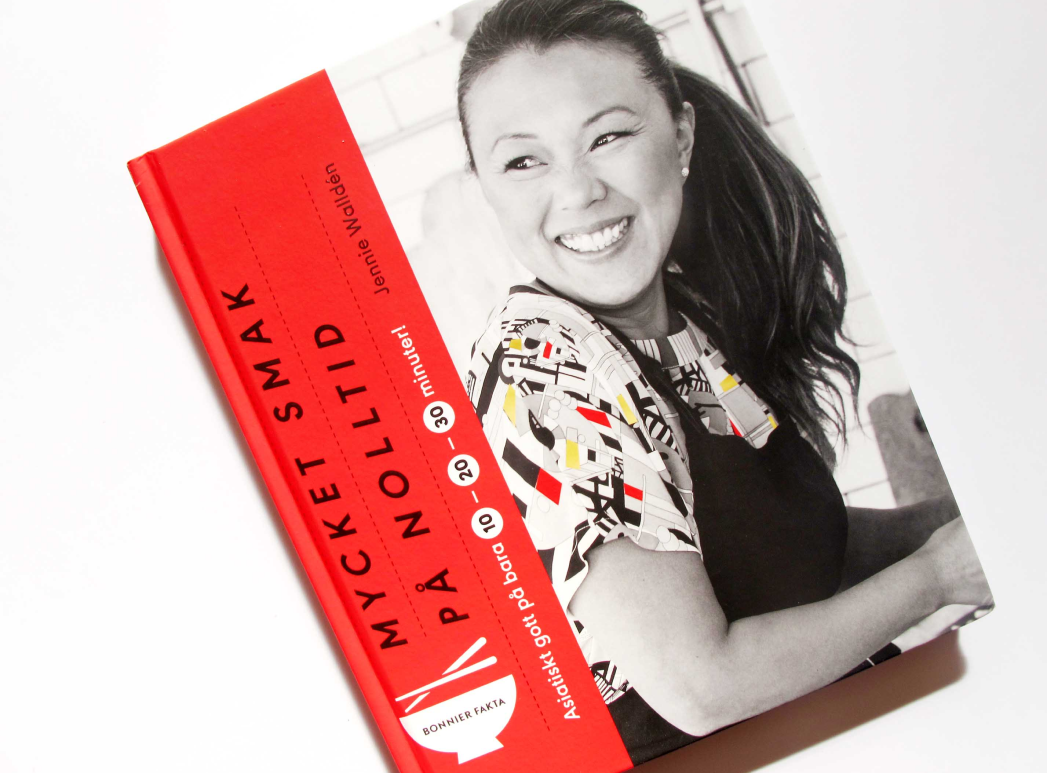 MYCKET SMAK
PÅ NOLLTID
Jennie Walldén
Asiatiskt gott på bara 10 – 20 – 30 minuter!
BONNIER FAKTA